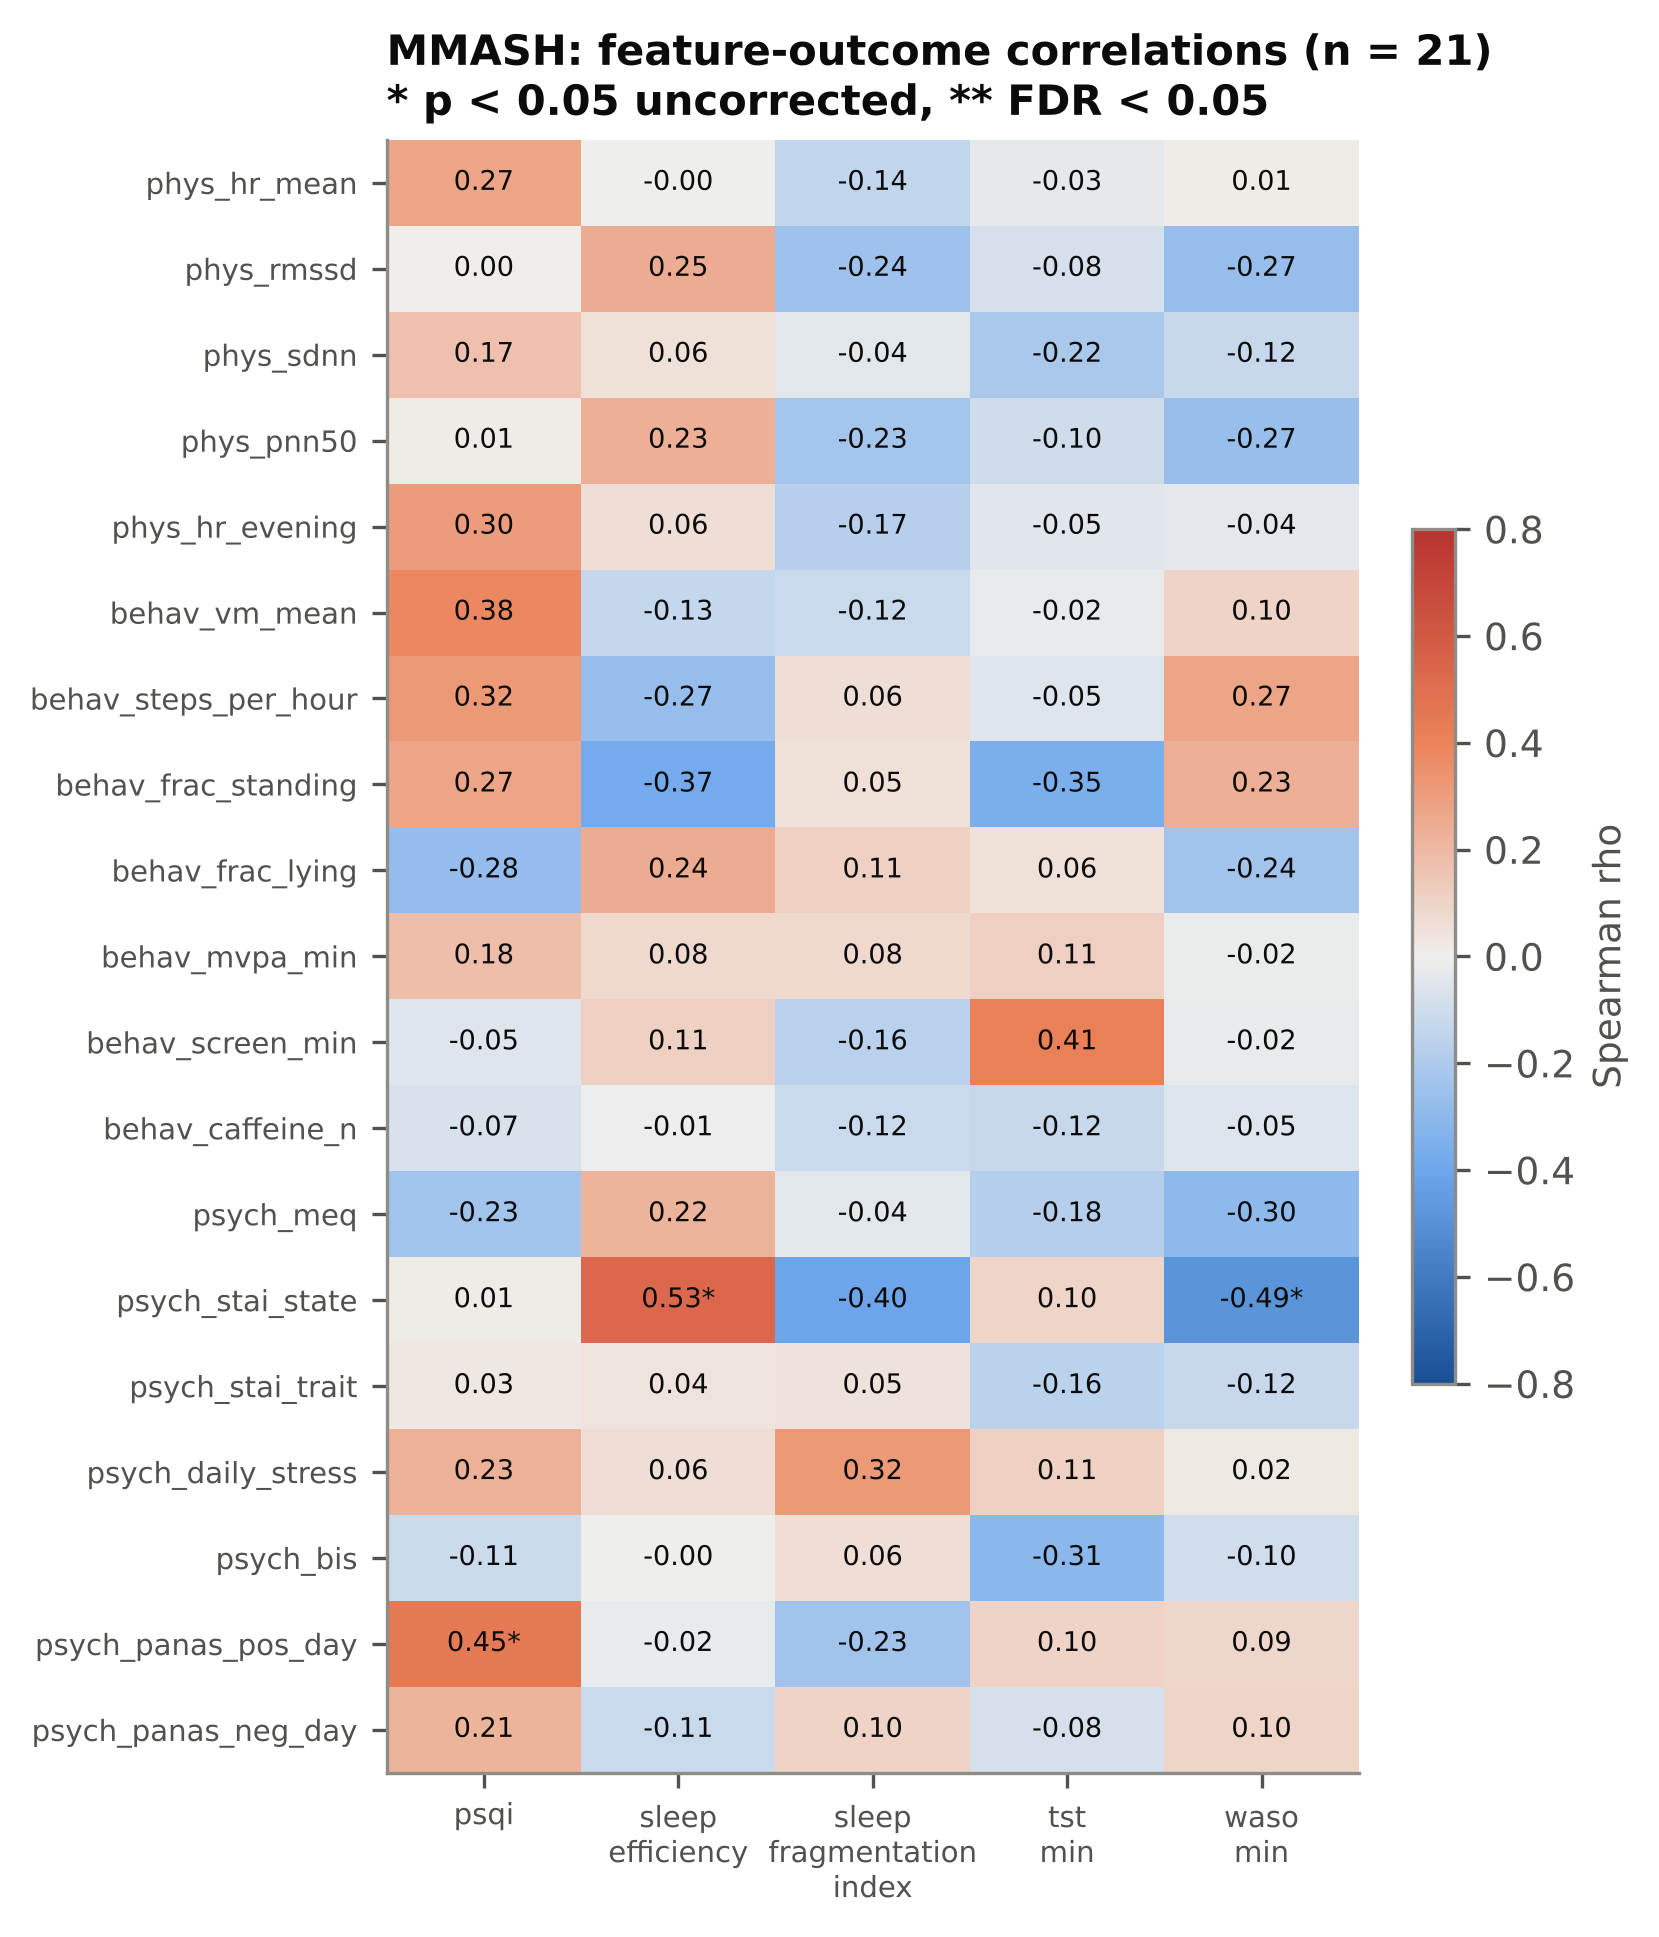 MMASH: feature-outcome correlations (n = 21)
* p < 0.05 uncorrected, ** FDR < 0.05
phys_hr_mean 0.27 -0.00 -0.14 -0.03 0.01
phys_rmssd 0.00 0.25 -0.24 -0.08 -0.27
phys_sdnn 0.17 0.06 -0.04 -0.22 -0.12
phys_pnn50 0.01 0.23 -0.23 -0.10 -0.27
phys_hr_evening 0.30 0.06 -0.17 -0.05 -0.04
behav_vm_mean 0.38 -0.13 -0.12 -0.02 0.10
behav_steps_per_hour 0.32 -0.27 0.06 -0.05 0.27
behav_frac_standing 0.27 -0.37 0.05 -0.35 0.23
behav_frac_lying -0.28 0.24 0.11 0.06 -0.24
behav_mvpa_min 0.18 0.08 0.08 0.11 -0.02
behav_screen_min -0.05 0.11 -0.16 0.41 -0.02
behav_caffeine_n -0.07 -0.01 -0.12 -0.12 -0.05
psych_meq -0.23 0.22 -0.04 -0.18 -0.30
psych_stai_state 0.01 0.53* -0.40 0.10 -0.49*
psych_stai_trait 0.03 0.04 0.05 -0.16 -0.12
psych_daily_stress 0.23 0.06 0.32 0.11 0.02
psych_bis -0.11 -0.00 0.06 -0.31 -0.10
psych_panas_pos_day 0.45* -0.02 -0.23 0.10 0.09
psych_panas_neg_day 0.21 -0.11 0.10 -0.08 0.10
psqi
sleep
efficiency
sleep
fragmentation
index
tst
min
waso
min
0.8
0.6
0.4
0.2
0.0
−0.2
−0.4
−0.6
−0.8
Spearman rho